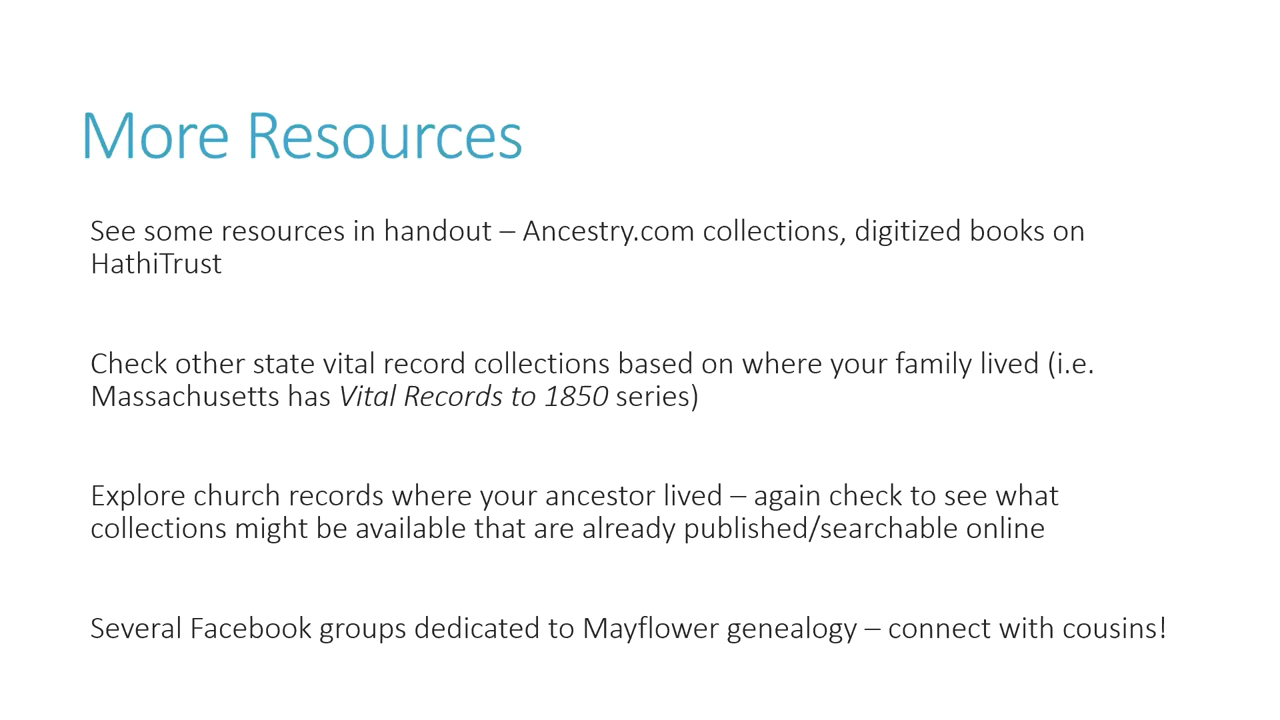 More Resources
See some resources in handout – Ancestry.com collections, digitized books on
HathiTrust
Check other state vital record collections based on where your family lived (i.e.
Massachusetts has Vital Records to 1850 series)
Explore church records where your ancestor lived – again check to see what
collections might be available that are already published/searchable online
Several Facebook groups dedicated to Mayflower genealogy – connect with cousins!